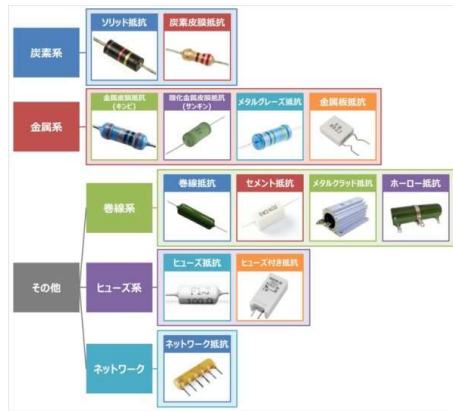 炭素系
ソリッド抵抗
炭素皮膜抵抗
金属系
金属皮膜抵抗
(キンピ)
酸化金属皮膜抵抗
(サンキン)
メタルグレーズ抵抗
金属板抵抗
その他
巻線系
巻線抵抗
セメント抵抗
メタルクラッド抵抗
ホーロー抵抗
ヒューズ系
ヒューズ抵抗
ヒューズ付き抵抗
ネットワーク
ネットワーク抵抗